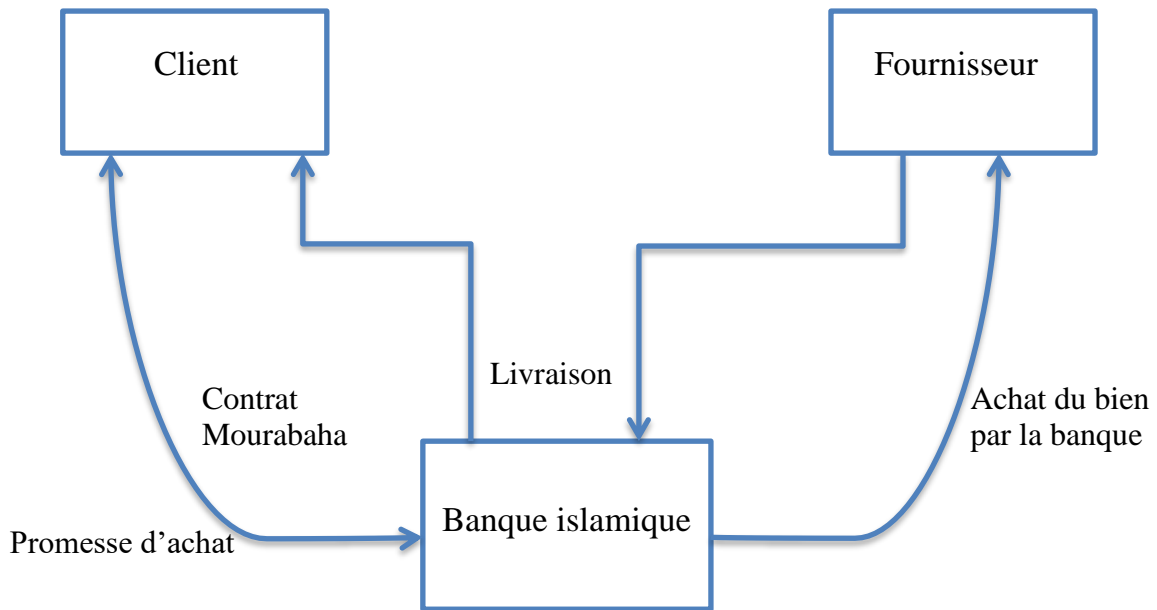 Client
Fournisseur
Livraison
Contrat
Mourabaha
Achat du bien
par la banque
Banque islamique
Promesse d’achat